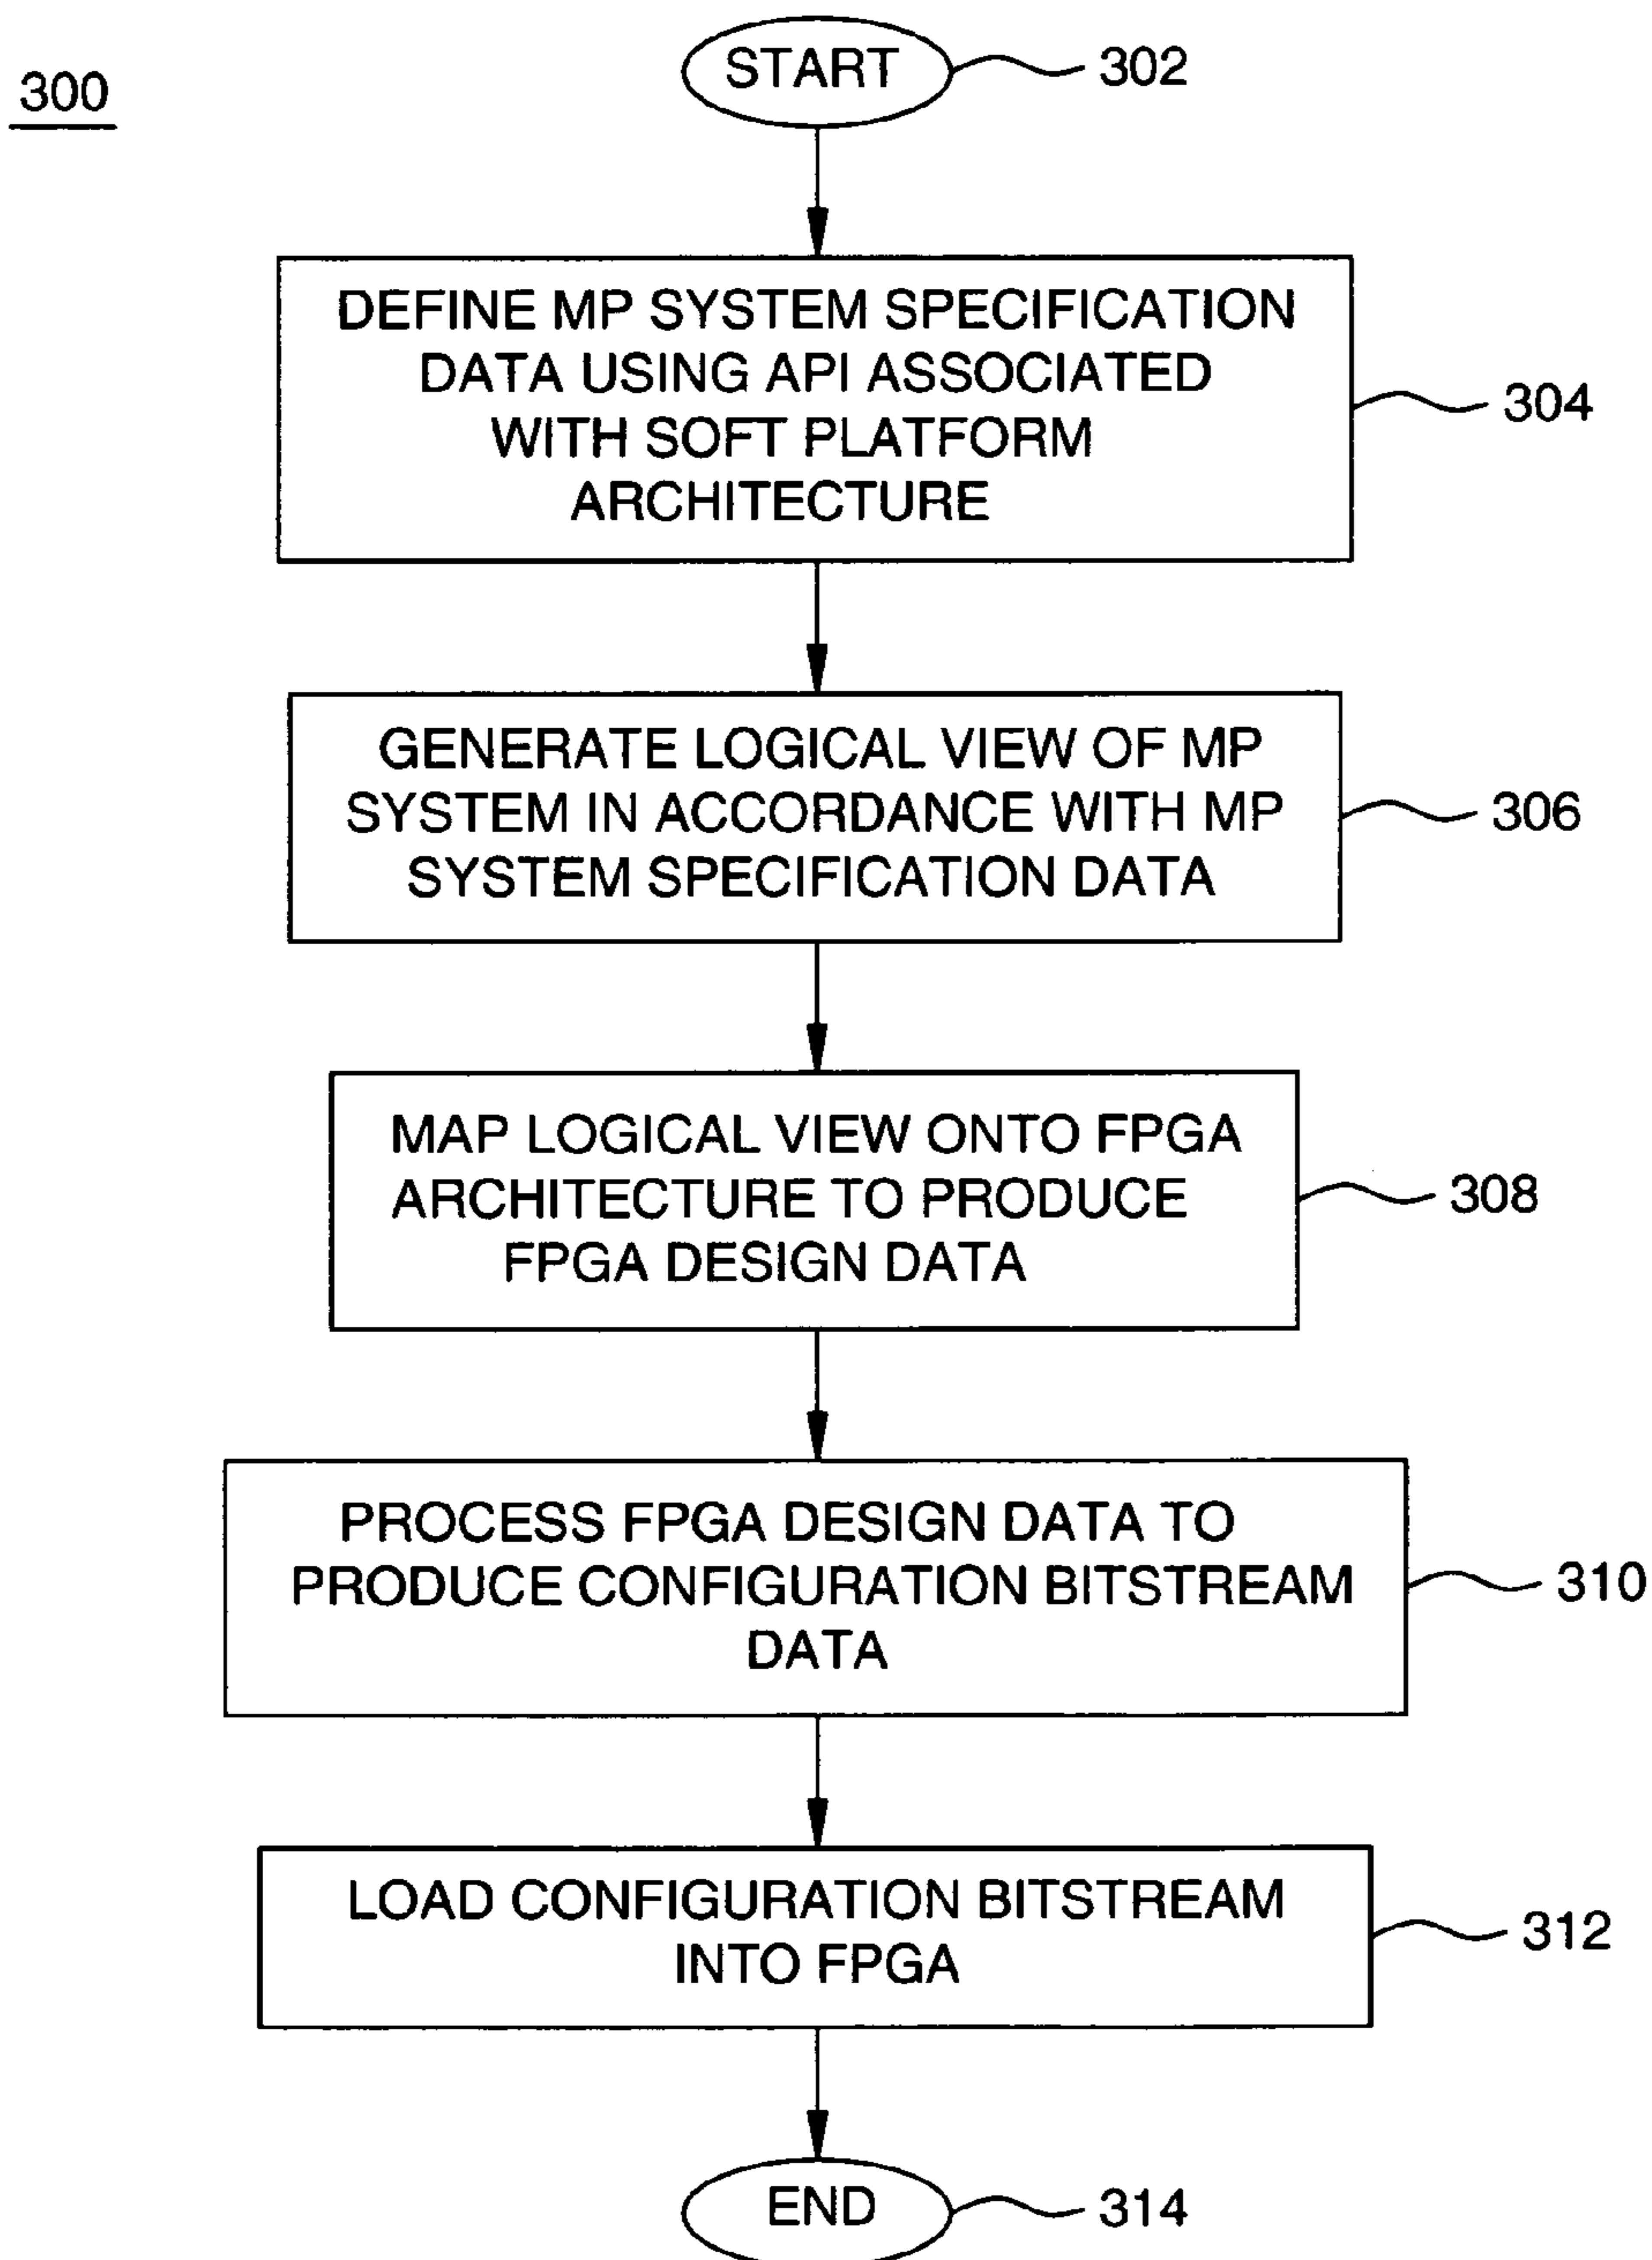 300
START
302
DEFINE MP SYSTEM SPECIFICATION
DATA USING API ASSOCIATED
WITH SOFT PLATFORM
ARCHITECTURE
304
GENERATE LOGICAL VIEW OF MP
SYSTEM IN ACCORDANCE WITH MP
SYSTEM SPECIFICATION DATA
306
MAP LOGICAL VIEW ONTO FPGA
ARCHITECTURE TO PRODUCE
FPGA DESIGN DATA
308
PROCESS FPGA DESIGN DATA TO
PRODUCE CONFIGURATION BITSTREAM
DATA
310
LOAD CONFIGURATION BITSTREAM
INTO FPGA
312
END
314